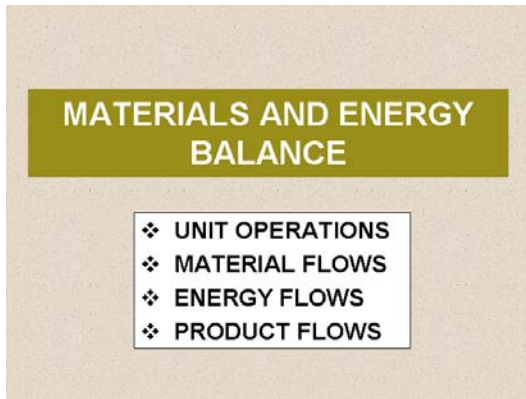 MATERIALS AND ENERGY
BALANCE
❖ UNIT OPERATIONS
❖ MATERIAL FLOWS
❖ ENERGY FLOWS
❖ PRODUCT FLOWS